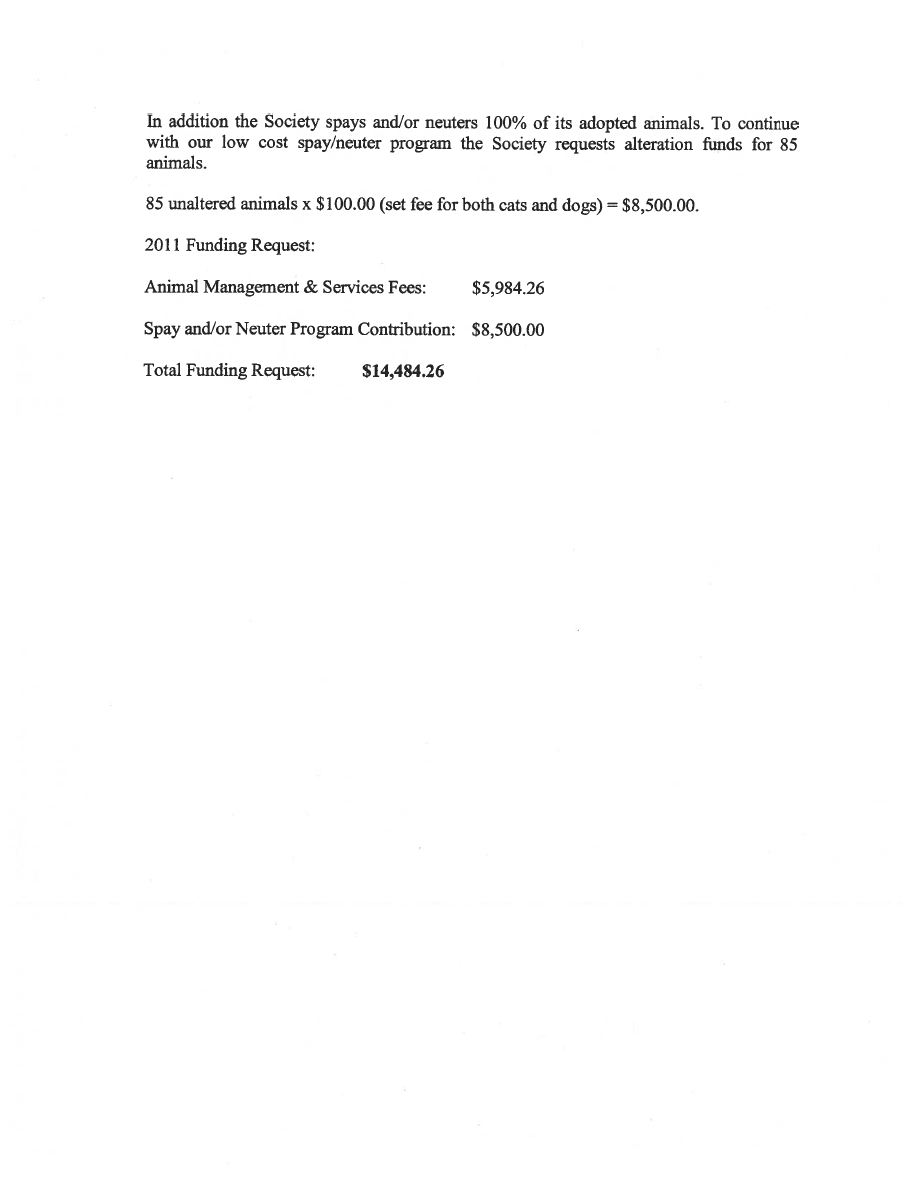 In addition the Society spays and/or neuters 100% of its adopted animals. To continue
with our low cost spay/neuter program the Society requests alteration funds for 85
animals.
85 unaltered animals x $100.00 (set fee for both cats and dogs) = $8,500.00.
2011 Funding Request:
Animal Management & Services Fees: $5,984.26
Spay and/or Neuter Program Contribution: $8,500.00
Total Funding Request: $14,484.26